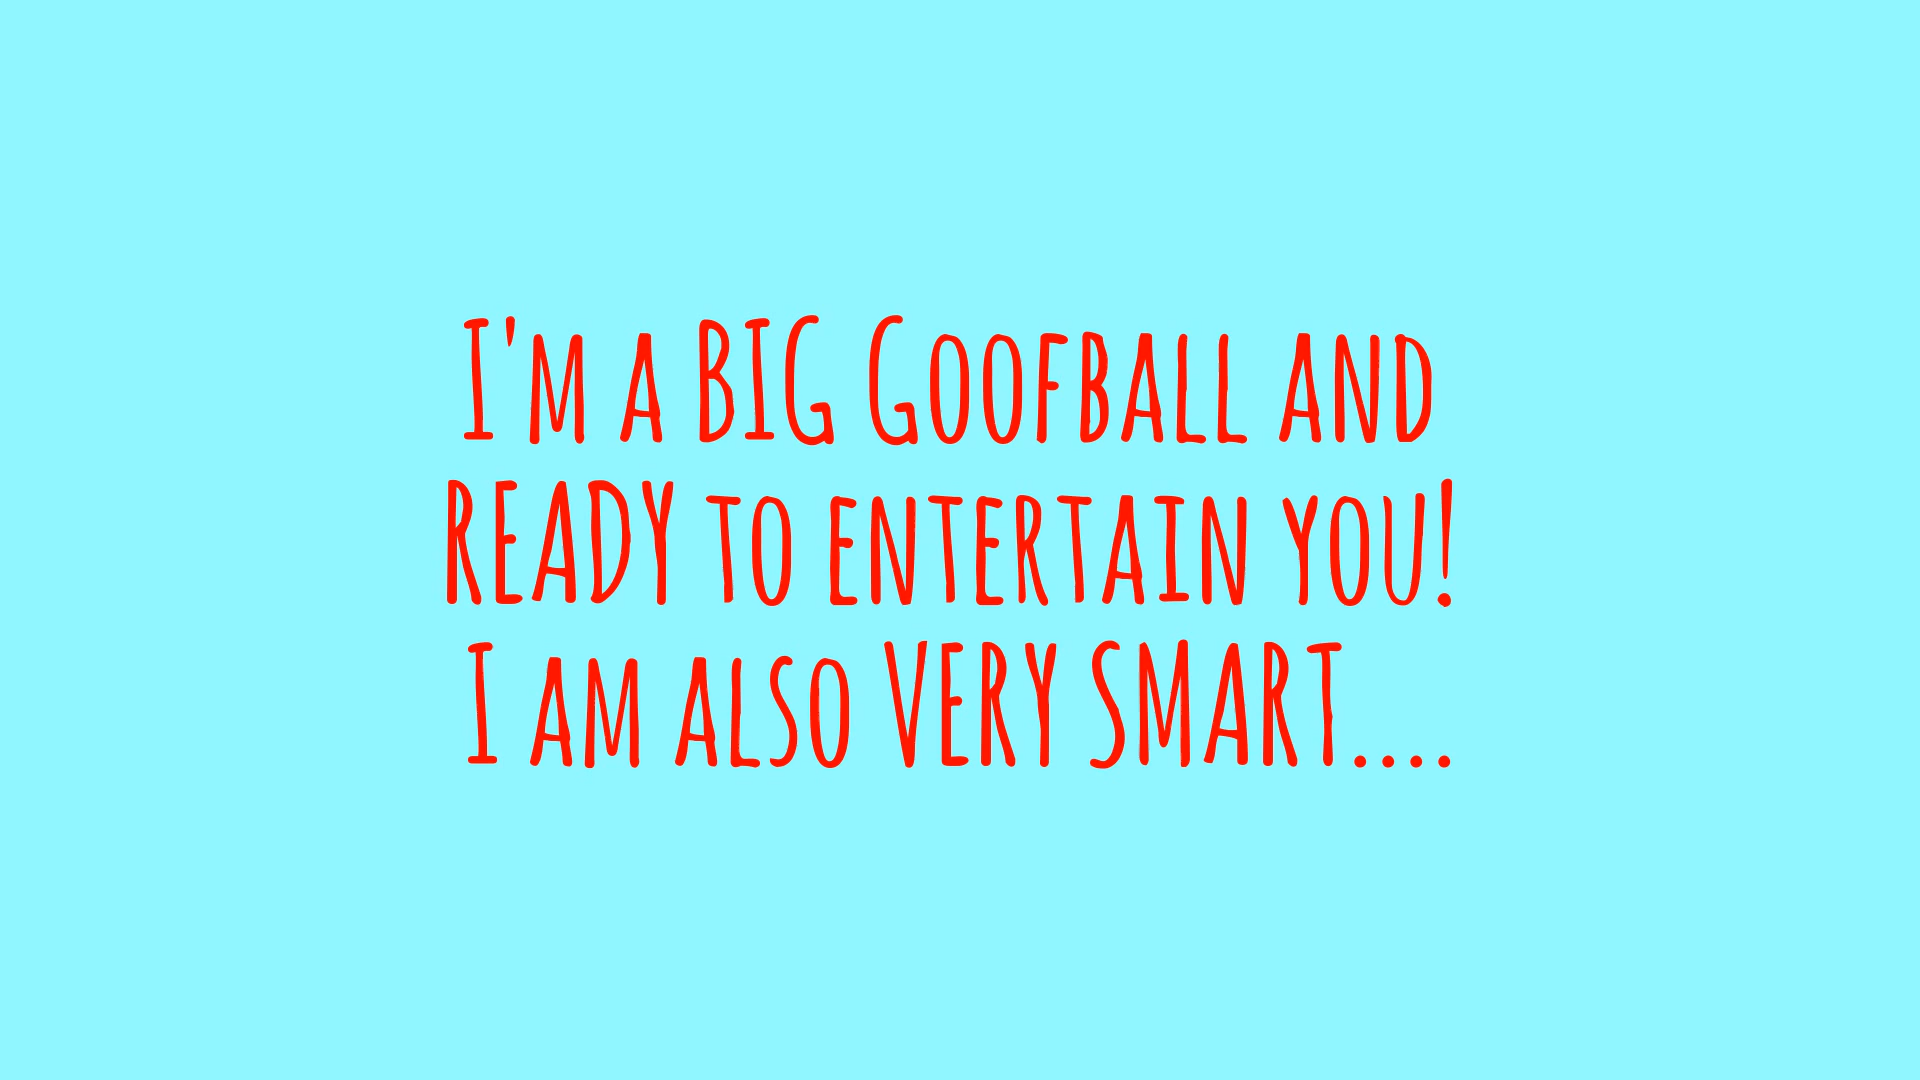 I'm a BIG Goofball and
READY to entertain you!
I am also VERY SMART....